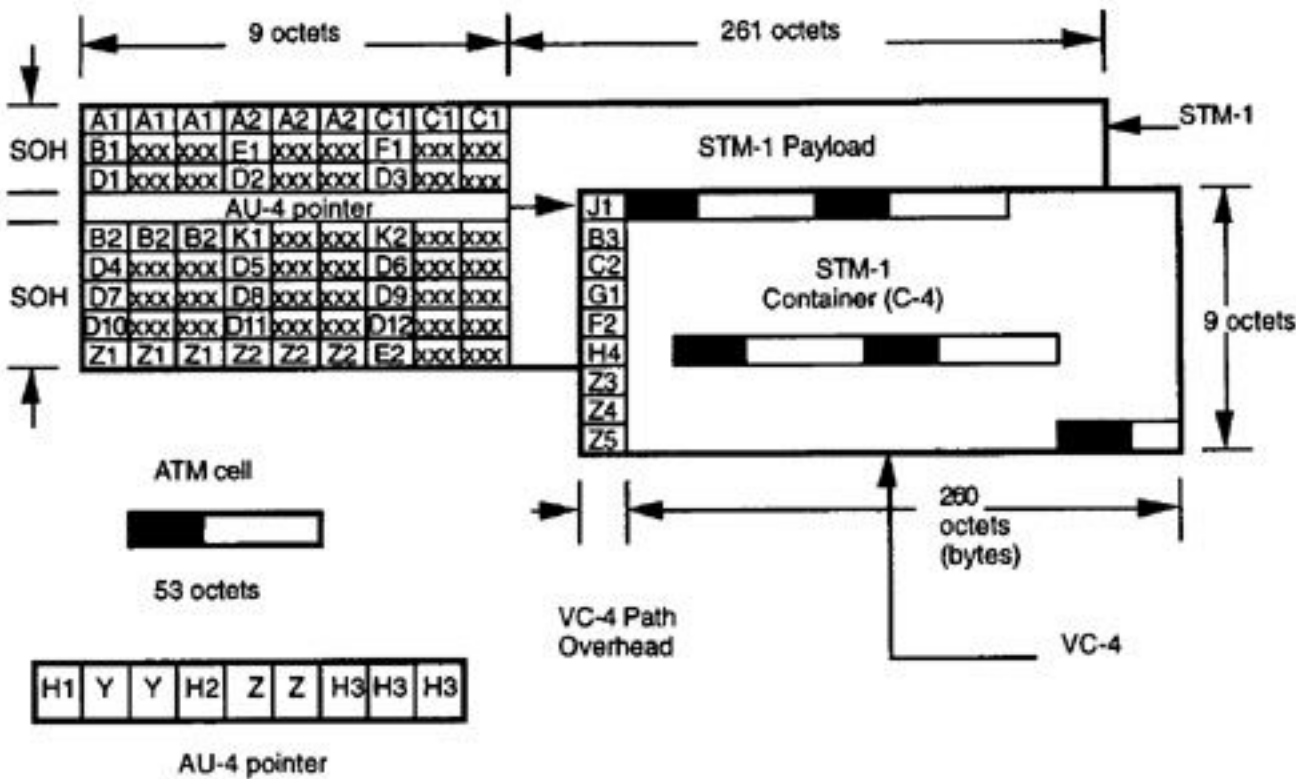 9 octets 261 octets
STM-1
SOH
A1 A1 A1 A2 A2 A2 C1 C1 C1
B1 xxx xxx E1 xxx xxx F1 xxx xxx
D1 xxx xxx D2 xxx xxx D3 xxx xxx
STM-1 Payload
AU-4 pointer
SOH
B2 B2 B2 K1 xxx xxx K2 xxx xxx
D4 xxx xxx D5 xxx xxx D6 xxx xxx
D7 xxx xxx D8 xxx xxx D9 xxx xxx
D10 xxx xxx D11 xxx xxx D12 xxx xxx
Z1 Z1 Z1 Z2 Z2 Z2 E2 xxx xxx
J1
B3
C2
G1
F2
H4
Z3
Z4
Z5
STM-1
Container (C-4)
9 octets
ATM cell
53 octets
260
octets
(bytes)
VC-4 Path
Overhead
VC-4
H1 Y Y H2 Z Z H3 H3 H3
AU-4 pointer